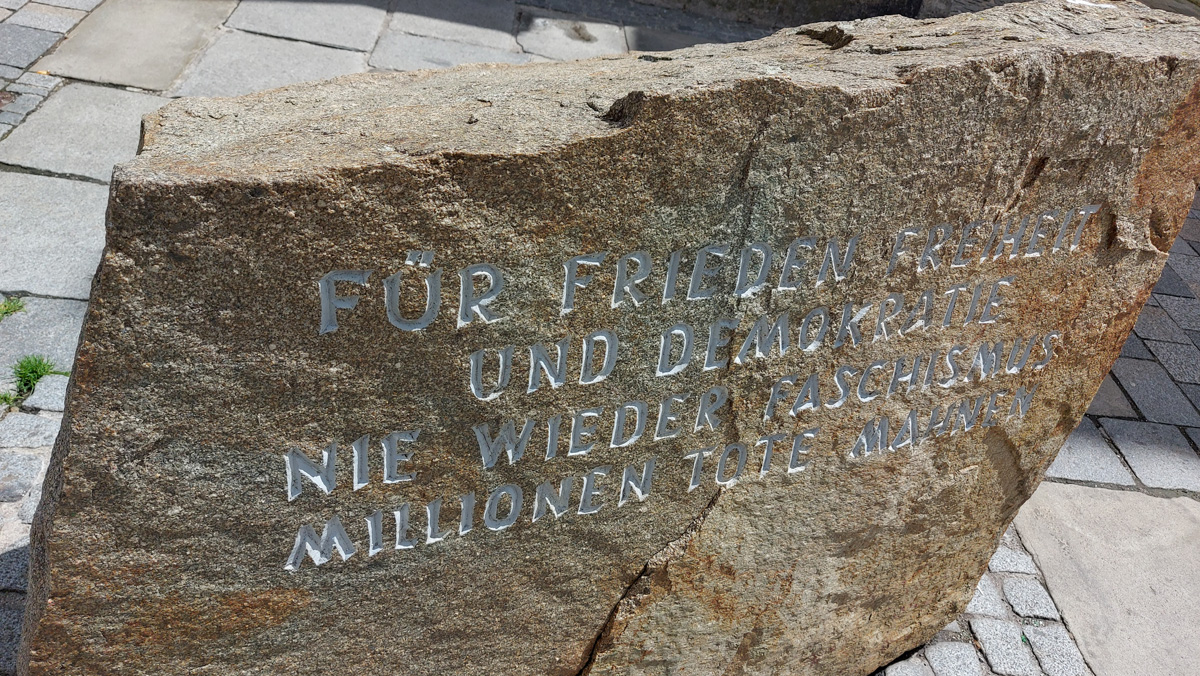 FÜR FRIEDEN FREIHEIT
UND DEMOKRATIE
NIE WIEDER FASCHISMUS
MILLIONEN TOTE MAHNEN